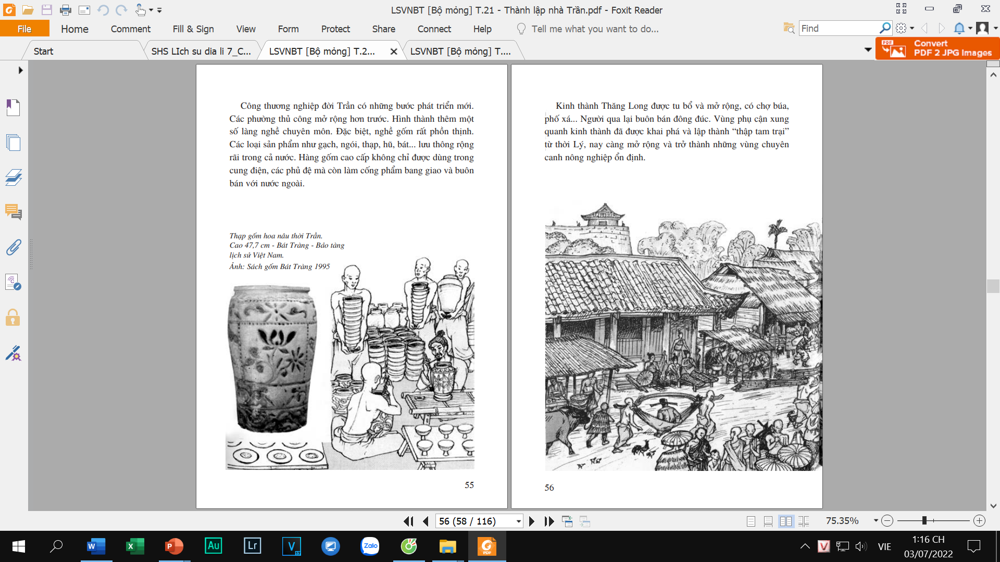 LSVNBT [Bộ mỏng] T.21 - Thành lập nhà Trần.pdf - Foxit Reader
File
Home
Comment
Fill & Sign
View
Form
Protect
Share
Connect
Help
Tell me what you want to do...
Find
Start
SHS LIch su dia li 7_C...
LSVNBT [Bộ mỏng] T.2...
LSVNBT [Bộ mỏng] T....
PDF
Convert
PDF 2 JPG Images
Công thương nghiệp đời Trần có những bước phát triển mới.
Các phường thủ công mở rộng hơn trước. Hình thành thêm một
số làng nghề chuyên môn. Đặc biệt, nghề gốm rất phồn thịnh.
Các loại sản phẩm như gạch, ngói, thạp, hũ, bát... lưu thông rộng
rãi trong cả nước. Hàng gốm cao cấp không chỉ được dùng trong
cung điện, các phủ đệ mà còn làm cống phẩm bang giao và buôn
bán với nước ngoài.
Thạp gốm hoa nâu thời Trần.
Cao 47,7 cm - Bát Tràng - Bảo tàng
lịch sử Việt Nam.
Ảnh: Sách gốm Bát Tràng 1995
55
Kinh thành Thăng Long được tu bổ và mở rộng, có chợ búa,
phố xá... Người qua lại buôn bán đông đúc. Vùng phụ cận xung
quanh kinh thành đã được khai phá và lập thành “thập tam trại”
từ thời Lý, nay càng mở rộng và trở thành những vùng chuyên
canh nông nghiệp ổn định.
56
56 (58 / 116)
75.35%
W
X
P
Au
Lr
V
Zalo
PDF
V
VIE
1:16 CH
03/07/2022